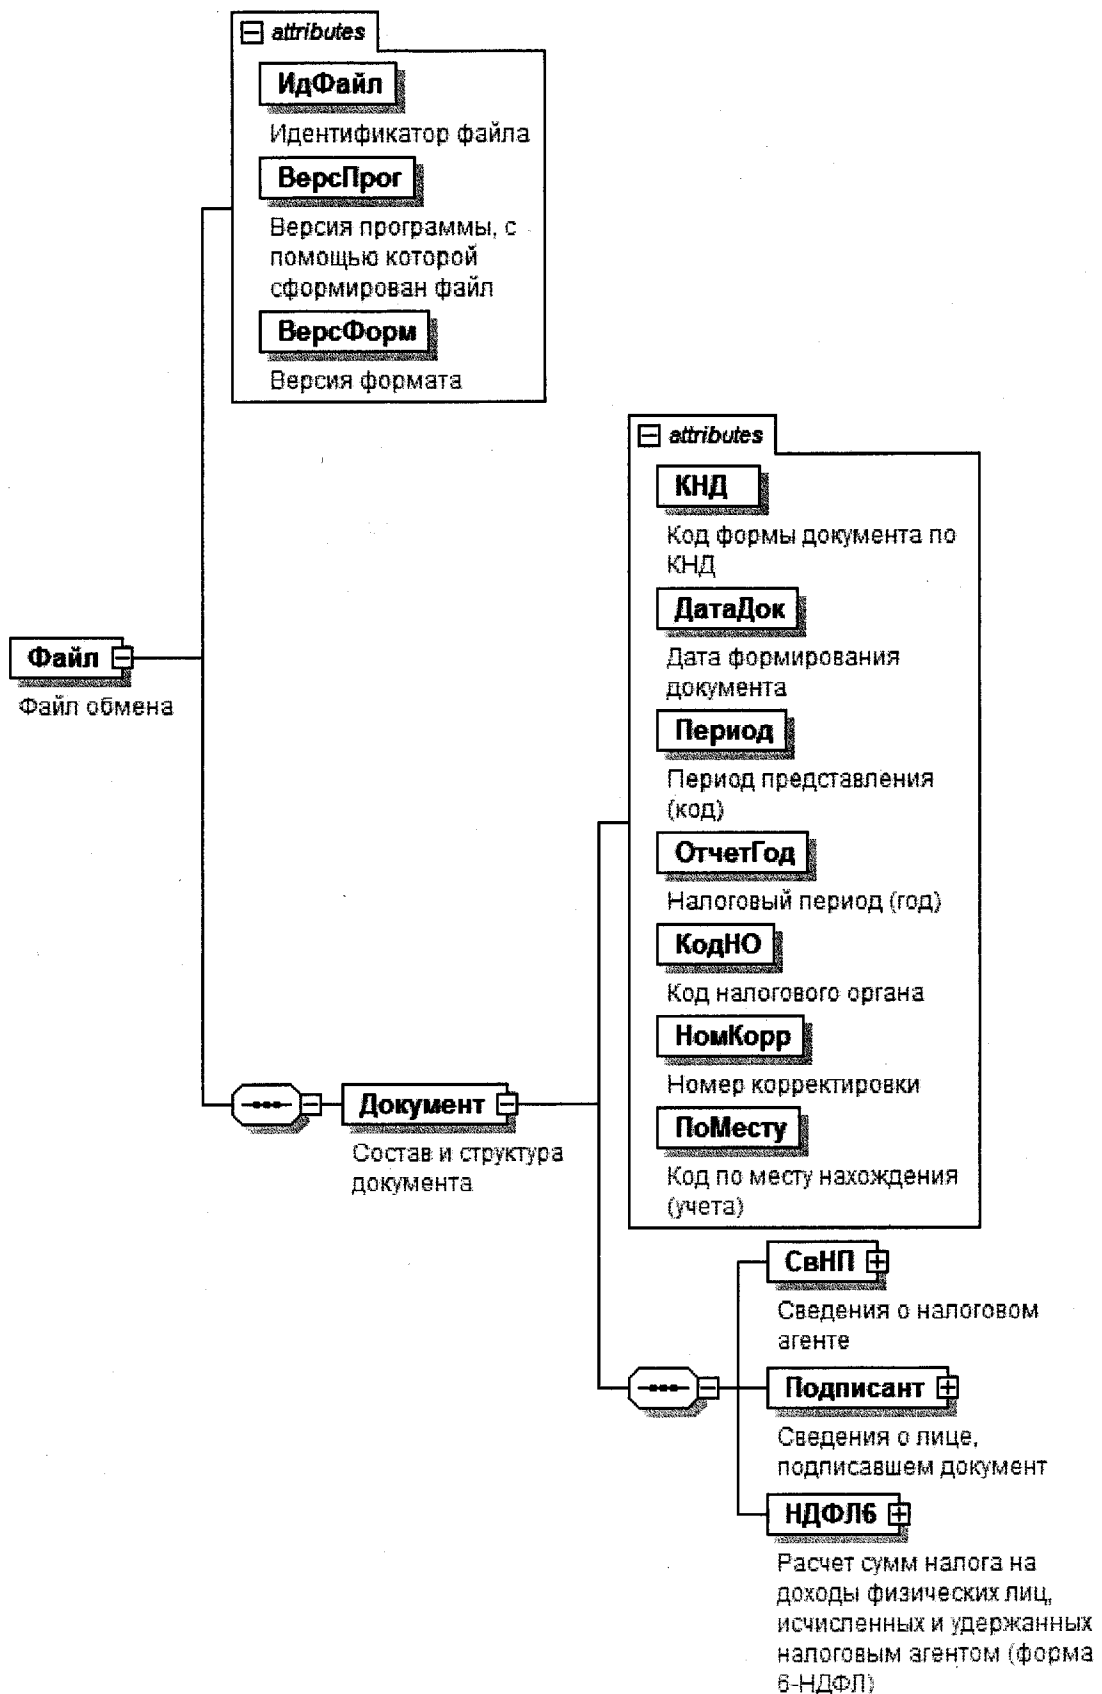 attributes
ИдФайл
Идентификатор файла
ВерсПрог
Версия программы, с
помощью которой
сформирован файл
ВерсФорм
Версия формата
attributes
КНД
Код формы документа по
КНД
ДатаДок
Дата формирования
документа
Период
Период представления
(код)
ОтчетГод
Налоговый период (год)
КодНО
Код налогового органа
НомКорр
Номер корректировки
ПоМесту
Код по месту нахождения
(учета)
Файл
Файл обмена
Документ
Состав и структура
документа
СвНП
Сведения о налоговом
агенте
Подписант
Сведения о лице,
подписавшем документ
НДФЛ6
Расчет сумм налога на
доходы физических лиц,
исчисленных и удержанных
налоговым агентом (форма
6-НДФЛ)